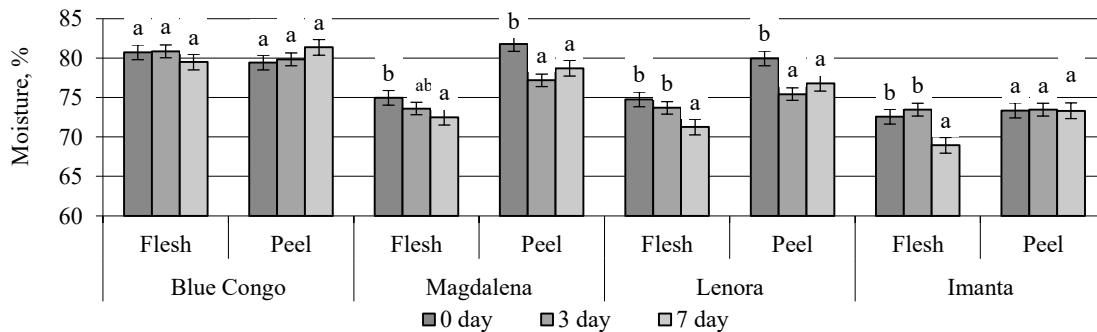 Moisture, %
85
80
75
70
65
60
a a a
a a a
b ab a
b a a
b b a
b a a
b b a
a a a
Flesh Peel Flesh Peel Flesh Peel Flesh Peel
Blue Congo Magdalena Lenora Imanta
0 day 3 day 7 day